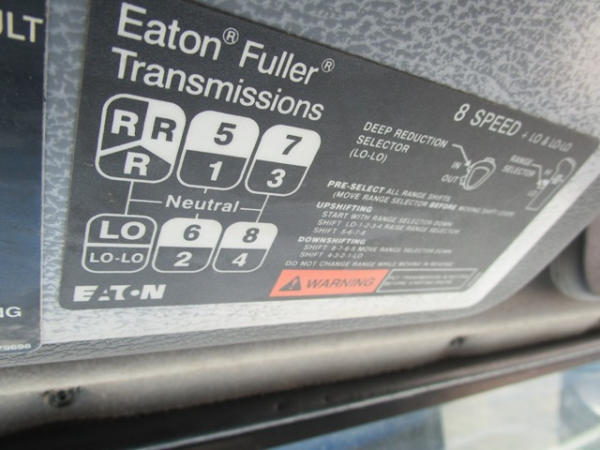 ULT
Eaton® Fuller®
Transmissions
8 SPEED + LO & LO-LO
R R 5 7
R 1 3
Neutral
LO 6 8
LO-LO 2 4
EATON
DEEP REDUCTION
SELECTOR
(LO-LO)
IN
OUT
RANGE
SELECTOR
PRE-SELECT ALL RANGE SHIFTS
(MOVE RANGE SELECTOR BEFORE MOVING SHIFT LEVER)
UPSHIFTING
START WITH RANGE SELECTOR DOWN
SHIFT LO-1-2-3-4 RAISE RANGE SELECTOR
SHIFT 5-6-7-8
DOWNSHIFTING
SHIFT 8-7-6-5 MOVE RANGE SELECTOR DOWN
SHIFT 4-3-2-1-LO
DO NOT CHANGE RANGE WHILE MOVING IN REVERSE
WARNING
NG